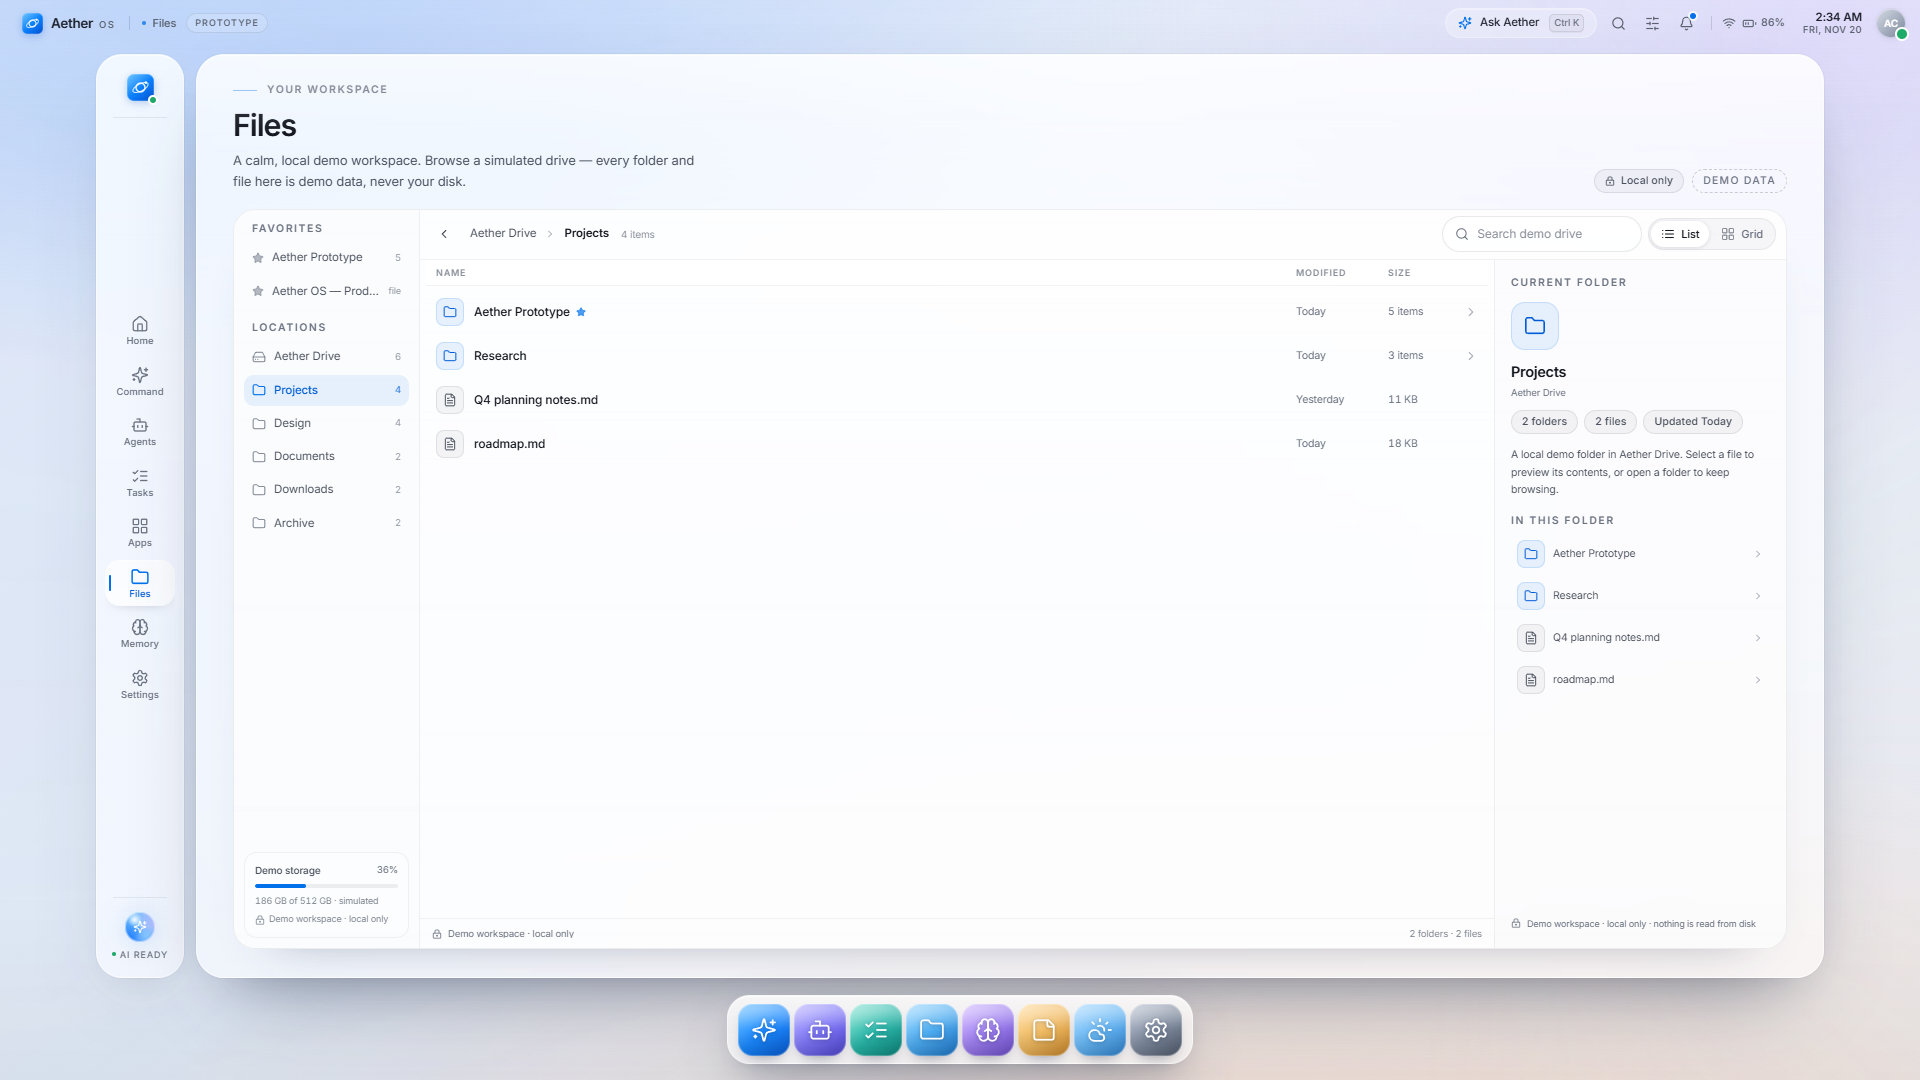 Aether OS
Files
PROTOTYPE
Ask Aether
Ctrl K
86%
2:34 AM
FRI, NOV 20
AC
Home
Command
Agents
Tasks
Apps
Files
Memory
Settings
AI READY
YOUR WORKSPACE
Files
A calm, local demo workspace. Browse a simulated drive — every folder and
file here is demo data, never your disk.
Local only
DEMO DATA
FAVORITES
Aether Prototype 5
Aether OS — Prod... file
LOCATIONS
Aether Drive 6
Projects 4
Design 4
Documents 2
Downloads 2
Archive 2
Demo storage 36%
186 GB of 512 GB · simulated
Demo workspace · local only
Aether Drive
Projects
4 items
Search demo drive
List
Grid
NAME MODIFIED SIZE
Aether Prototype Today 5 items
Research Today 3 items
Q4 planning notes.md Yesterday 11 KB
roadmap.md Today 18 KB
Demo workspace · local only
2 folders · 2 files
CURRENT FOLDER
Projects
Aether Drive
2 folders
2 files
Updated Today
A local demo folder in Aether Drive. Select a file to
preview its contents, or open a folder to keep
browsing.
IN THIS FOLDER
Aether Prototype
Research
Q4 planning notes.md
roadmap.md
Demo workspace · local only · nothing is read from disk